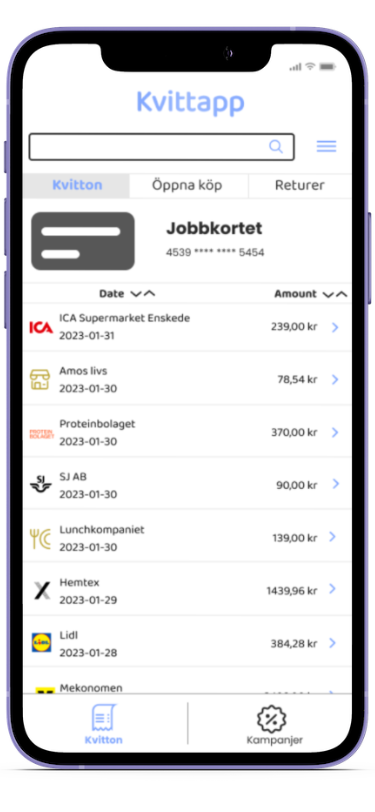 Kvittapp
Kvitton Öppna köp Returer
Jobbkortet
4539 **** **** 5454
Date Amount
ICA ICA Supermarket Enskede
2023-01-31 239,00 kr
Amos livs
2023-01-30 78,54 kr
PROTEIN BOLAGET Proteinbolaget
2023-01-30 370,00 kr
SJ SJ AB
2023-01-30 90,00 kr
Lunchkompaniet
2023-01-30 139,00 kr
Hemtex
2023-01-29 1439,96 kr
LIDL Lidl
2023-01-28 384,28 kr
Mekonomen
Kvitton Kampanjer